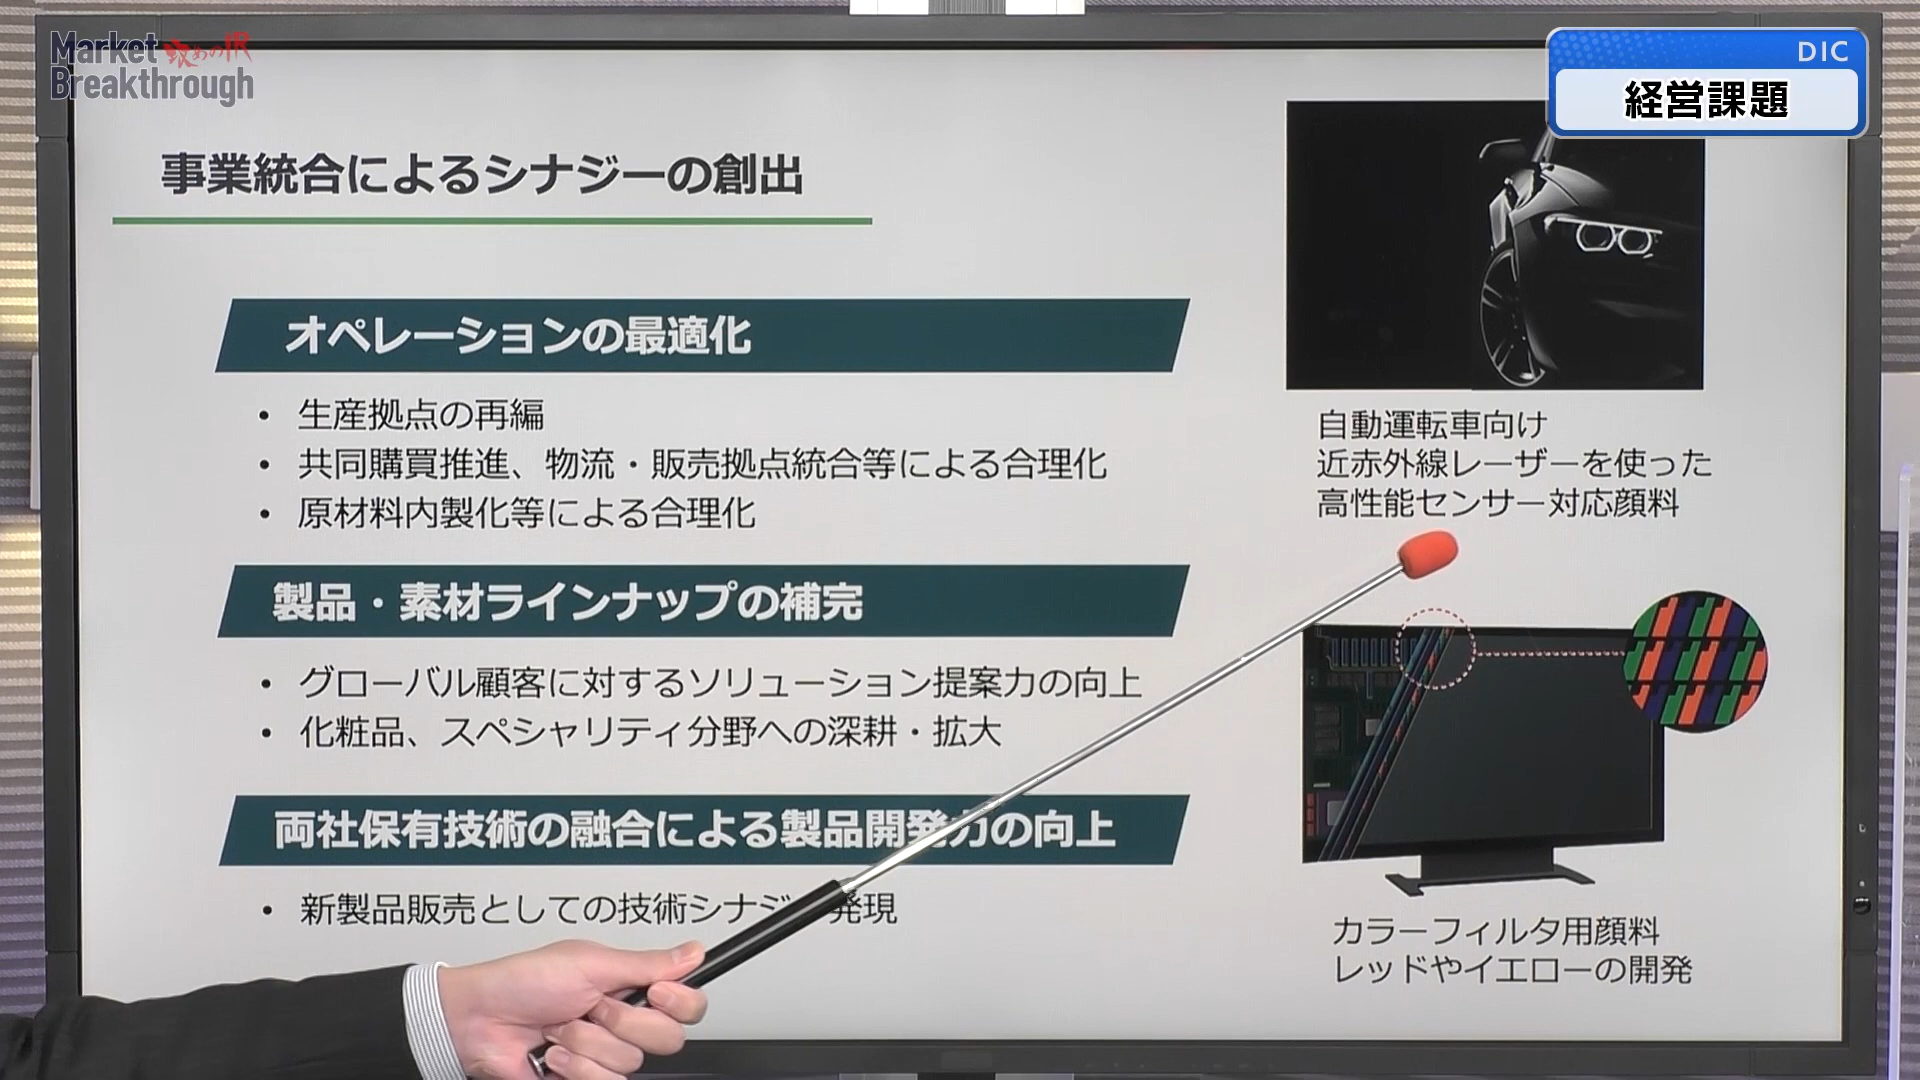 Market 攻めのIR
Breakthrough
DIC
経営課題
事業統合によるシナジーの創出
オペレーションの最適化
• 生産拠点の再編
• 共同購買推進、物流・販売拠点統合等による合理化
• 原材料内製化等による合理化
製品・素材ラインナップの補完
• グローバル顧客に対するソリューション提案力の向上
• 化粧品、スペシャリティ分野への深耕・拡大
両社保有技術の融合による製品開発力の向上
• 新製品販売としての技術シナジー発現
自動運転車向け
近赤外線レーザーを使った
高性能センサー対応顔料
カラーフィルタ用顔料
レッドやイエローの開発